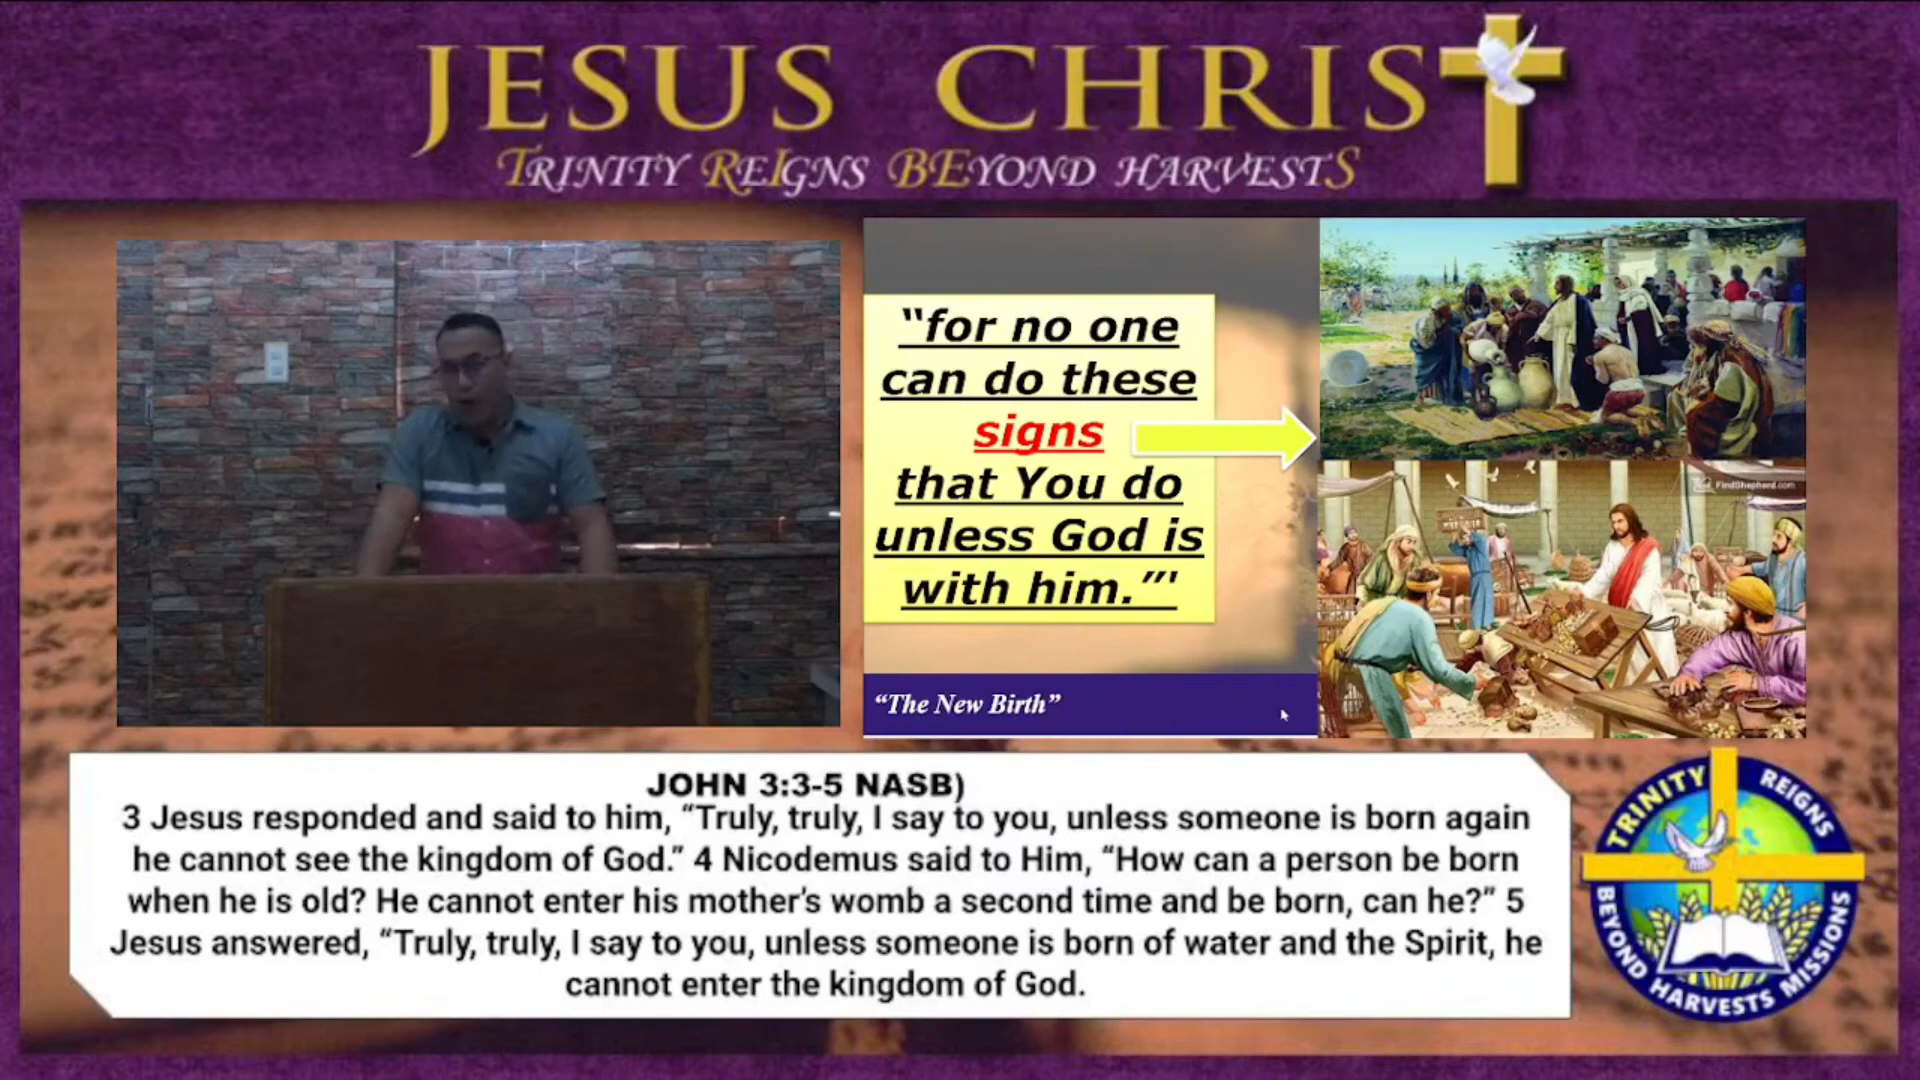 JESUS CHRIST
TRINITY REIGNS BEYOND HARVESTS
“for no one
can do these
signs
that You do
unless God is
with him.”'
FindShepherd.com
“The New Birth”
JOHN 3:3-5 NASB)
3 Jesus responded and said to him, “Truly, truly, I say to you, unless someone is born again
he cannot see the kingdom of God.” 4 Nicodemus said to Him, “How can a person be born
when he is old? He cannot enter his mother’s womb a second time and be born, can he?” 5
Jesus answered, “Truly, truly, I say to you, unless someone is born of water and the Spirit, he
cannot enter the kingdom of God.
TRINITY REIGNS
BEYOND HARVESTS MISSIONS